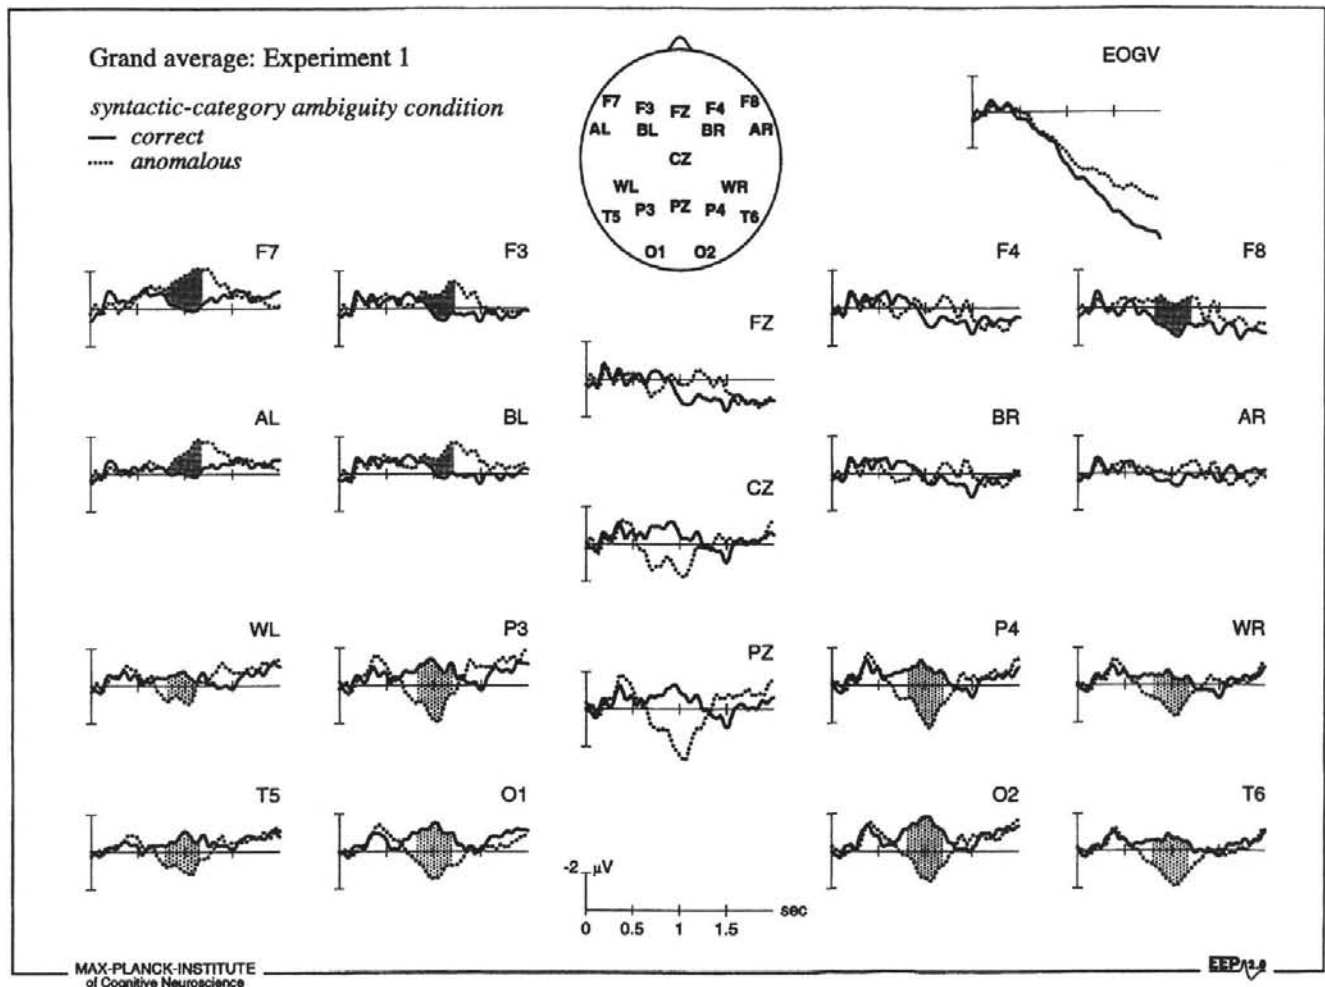 Grand average: Experiment 1
EOGV
syntactic-category ambiguity condition
correct
anomalous
F7 F3 FZ F4 F8
AL BL BR AR
CZ
WL WR
T5 P3 PZ P4 T6
O1 O2
F7 F3 F4 F8
FZ
AL BL BR AR
CZ
WL P3 P4 WR
PZ
T5 O1 O2 T6
-2 µV
sec
0 0.5 1 1.5
MAX-PLANCK-INSTITUTE
of Cognitive Neuroscience
EEP 2.0